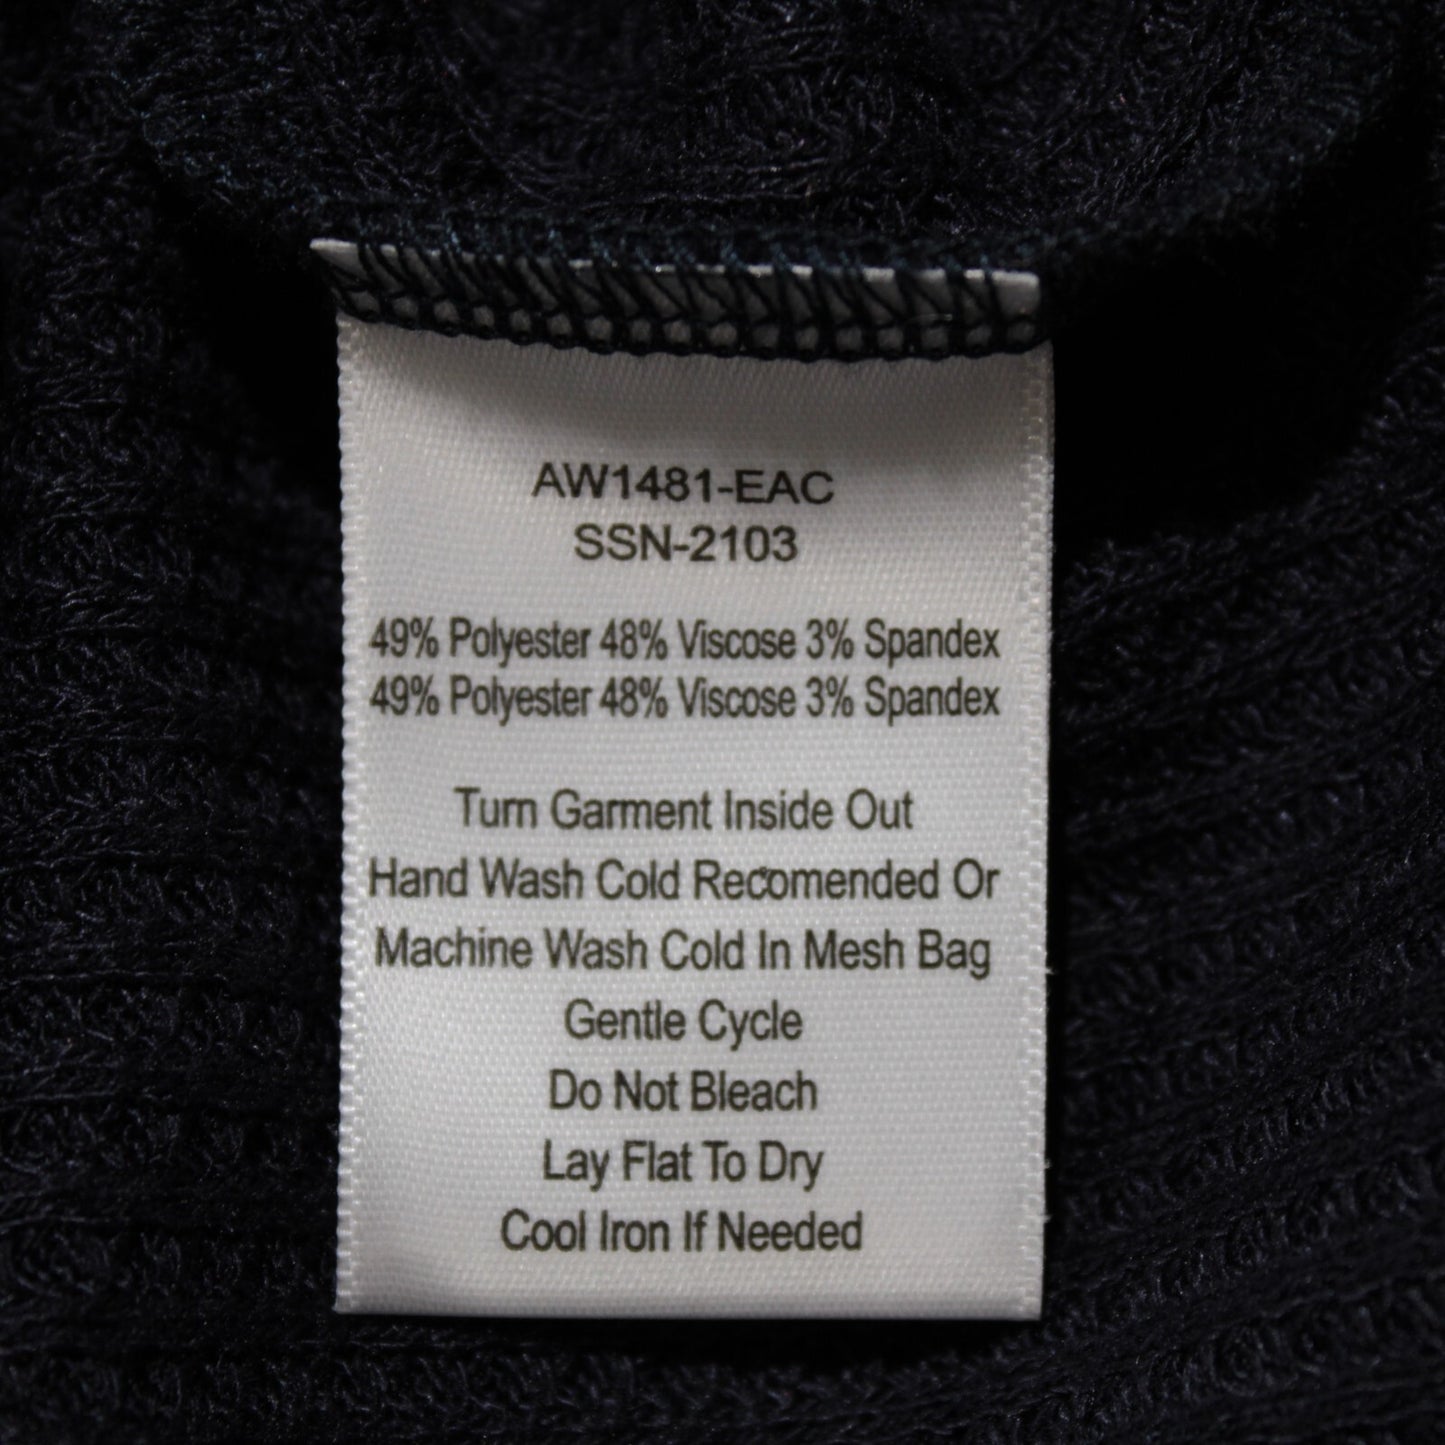 AW1481-EAC
SSN-2103
49% Polyester 48% Viscose 3% Spandex
49% Polyester 48% Viscose 3% Spandex
Turn Garment Inside Out
Hand Wash Cold Recomended Or
Machine Wash Cold In Mesh Bag
Gentle Cycle
Do Not Bleach
Lay Flat To Dry
Cool Iron If Needed